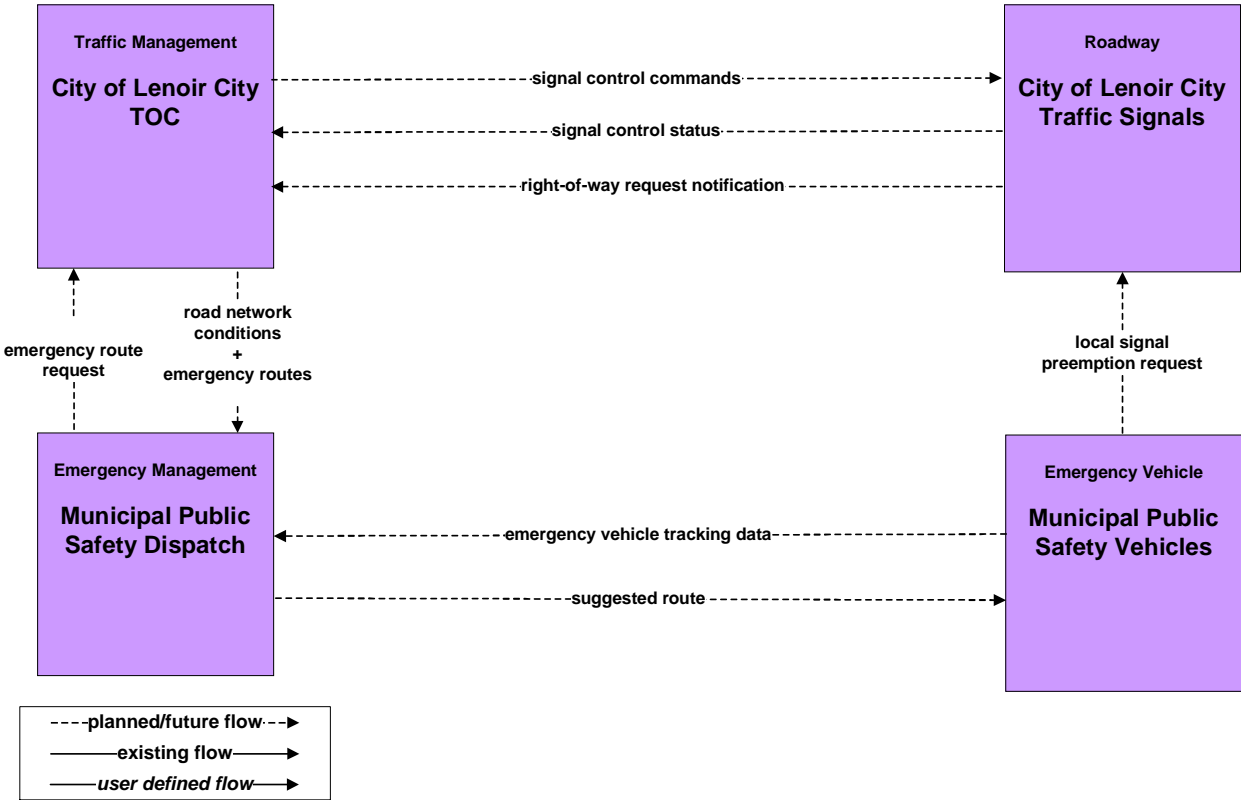 Traffic Management
City of Lenoir City
TOC
Roadway
City of Lenoir City
Traffic Signals
signal control commands
signal control status
right-of-way request notification
emergency route
request
road network
conditions
+
emergency routes
local signal
preemption request
Emergency Management
Municipal Public
Safety Dispatch
Emergency Vehicle
Municipal Public
Safety Vehicles
emergency vehicle tracking data
suggested route
planned/future flow
existing flow
user defined flow